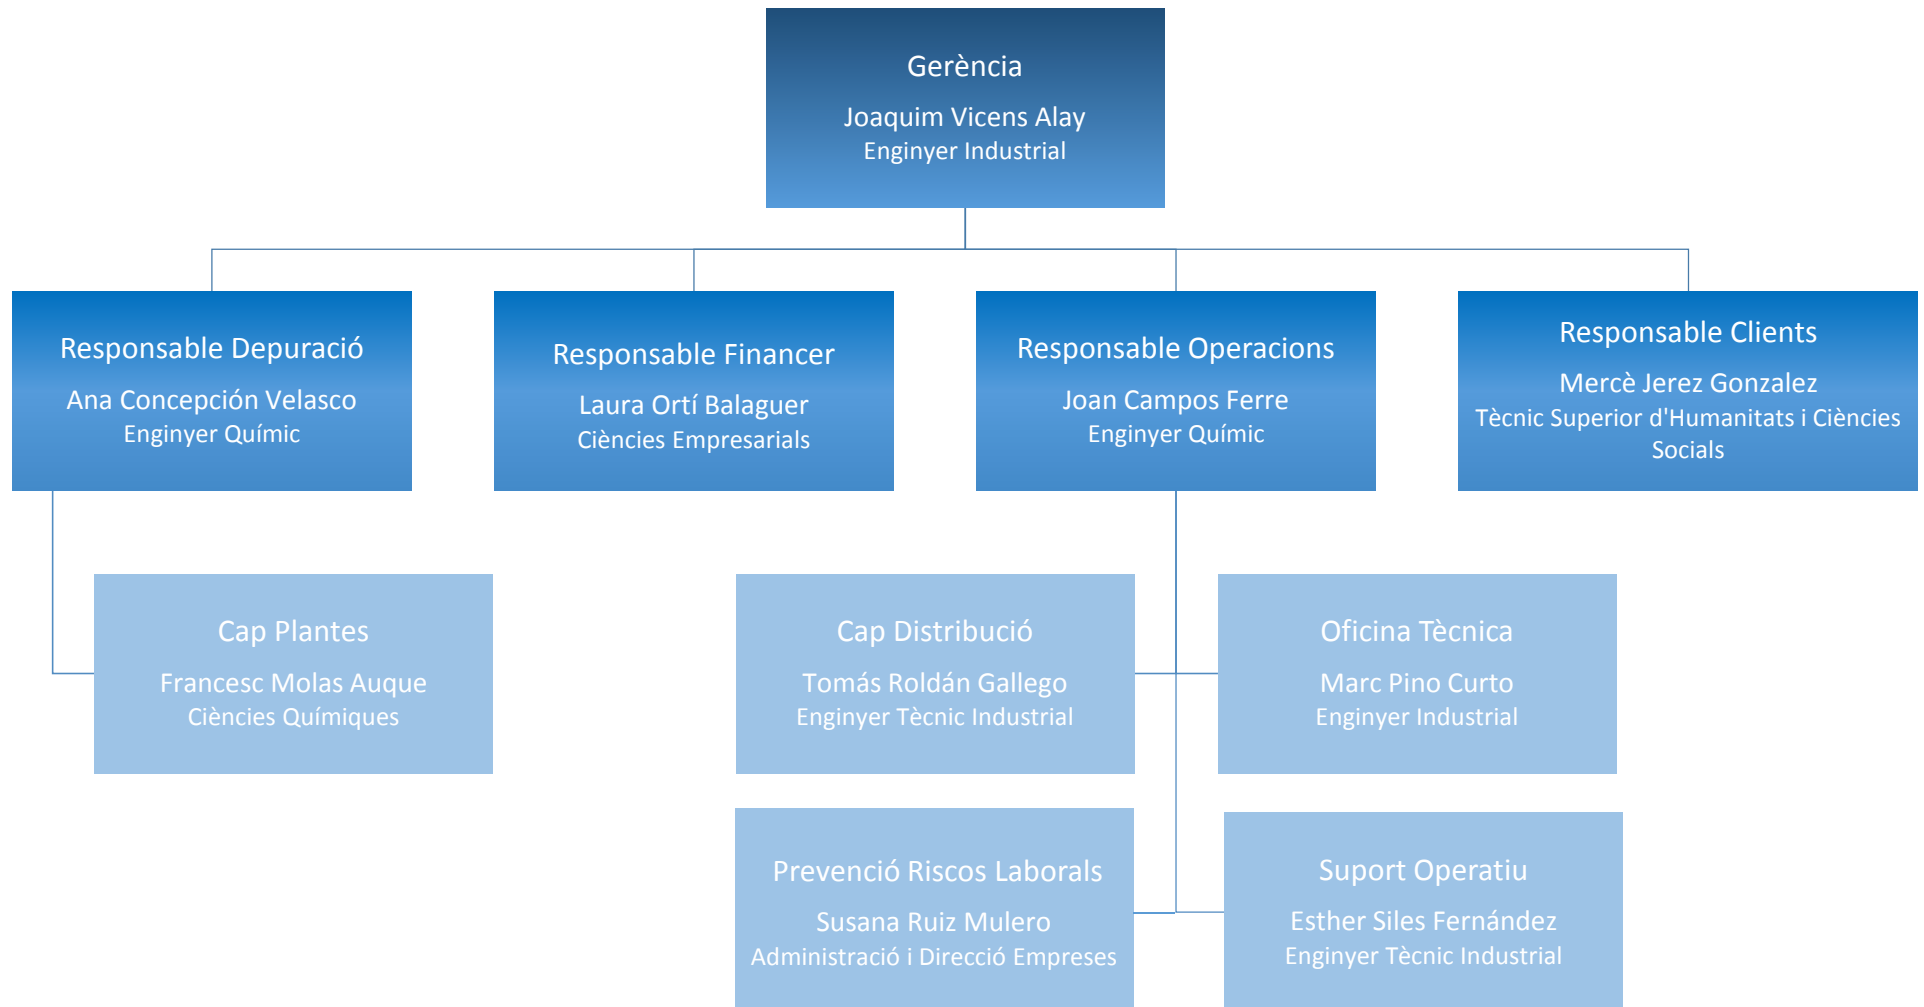 Gerència
Joaquim Vicens Alay
Enginyer Industrial
Responsable Depuració
Ana Concepción Velasco
Enginyer Químic
Responsable Financer
Laura Ortí Balaguer
Ciències Empresarials
Responsable Operacions
Joan Campos Ferre
Enginyer Químic
Responsable Clients
Mercè Jerez Gonzalez
Tècnic Superior d'Humanitats i Ciències
Socials
Cap Plantes
Francesc Molas Auque
Ciències Químiques
Cap Distribució
Tomás Roldán Gallego
Enginyer Tècnic Industrial
Oficina Tècnica
Marc Pino Curto
Enginyer Industrial
Prevenció Riscos Laborals
Susana Ruiz Mulero
Administració i Direcció Empreses
Suport Operatiu
Esther Siles Fernández
Enginyer Tècnic Industrial